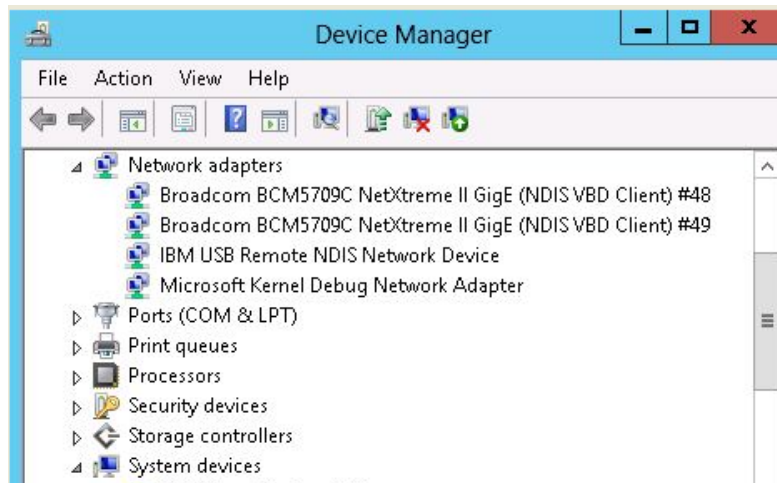 Device Manager
File Action View Help
Network adapters
Broadcom BCM5709C NetXtreme II GigE (NDIS VBD Client) #48
Broadcom BCM5709C NetXtreme II GigE (NDIS VBD Client) #49
IBM USB Remote NDIS Network Device
Microsoft Kernel Debug Network Adapter
Ports (COM & LPT)
Print queues
Processors
Security devices
Storage controllers
System devices